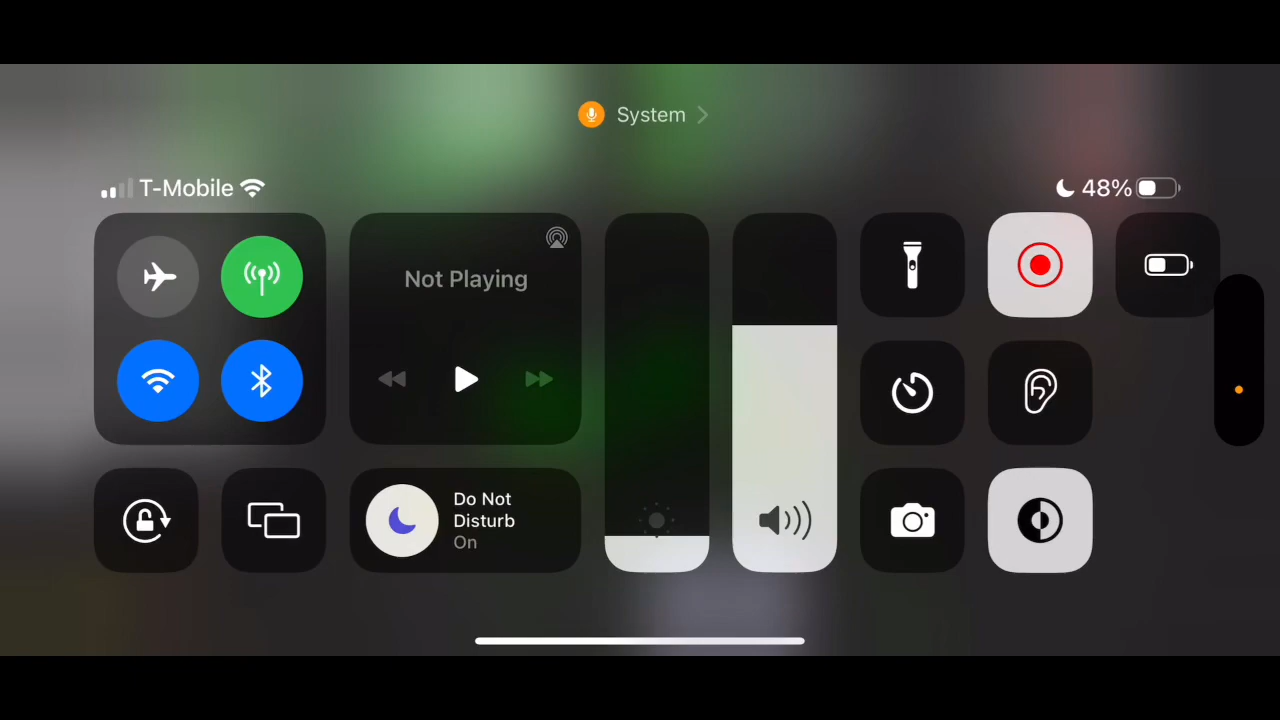 System
T-Mobile
48%
Not Playing
Do Not
Disturb
On